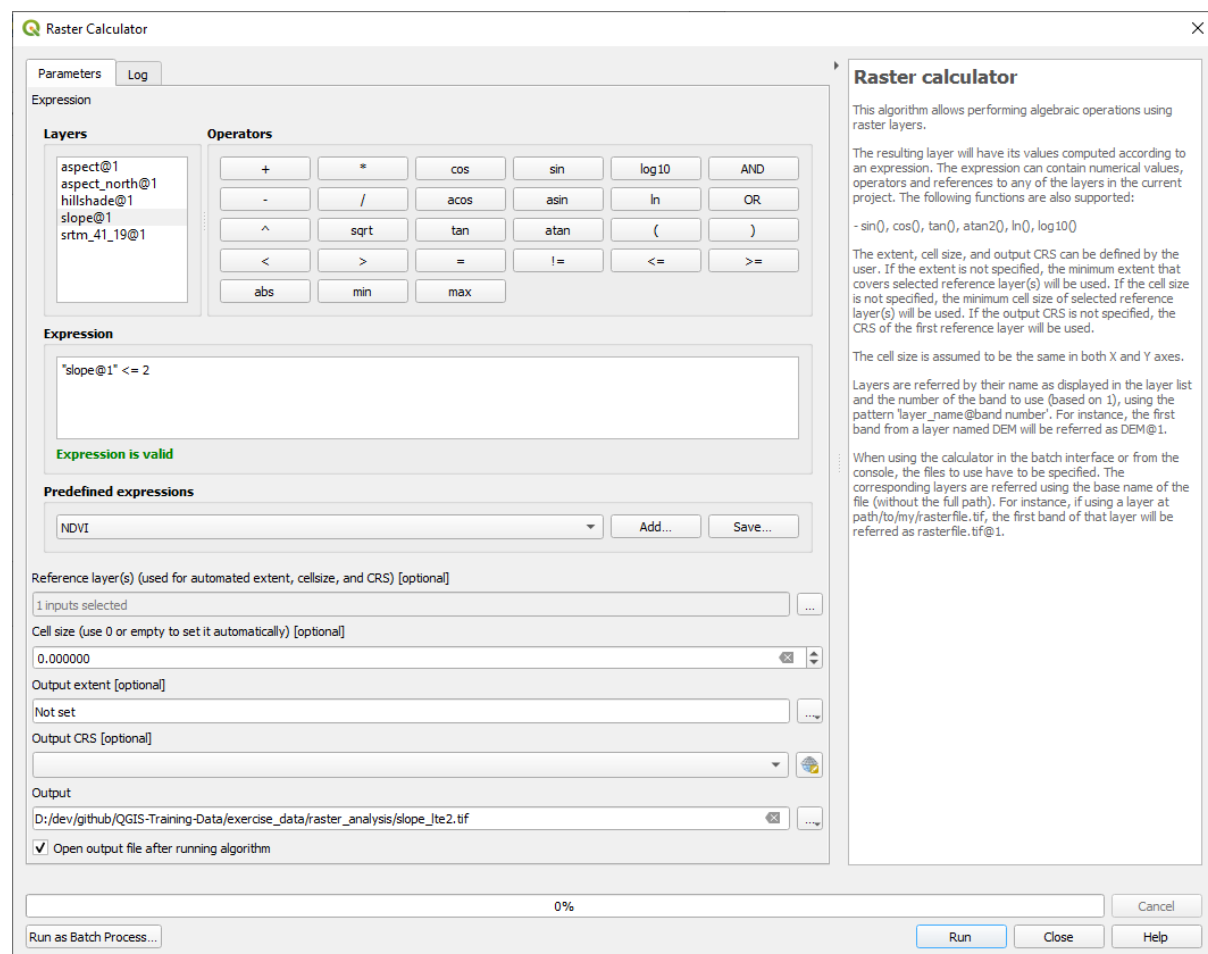 Raster Calculator
Parameters
Log
Expression
Layers
Operators
aspect@1
aspect_north@1
hillshade@1
slope@1
srtm_41_19@1
+ * cos sin log10 AND
- / acos asin ln OR
^ sqrt tan atan ( )
< > = != <= >=
abs min max
Expression
"slope@1" <= 2
Expression is valid
Predefined expressions
NDVI
Add...
Save...
Reference layer(s) (used for automated extent, cellsize, and CRS) [optional]
1 inputs selected
...
Cell size (use 0 or empty to set it automatically) [optional]
0.000000
Output extent [optional]
Not set
...
Output CRS [optional]
Output
D:/dev/github/QGIS-Training-Data/exercise_data/raster_analysis/slope_lte2.tif
...
Open output file after running algorithm
Raster calculator
This algorithm allows performing algebraic operations using
raster layers.
The resulting layer will have its values computed according to
an expression. The expression can contain numerical values,
operators and references to any of the layers in the current
project. The following functions are also supported:
- sin(), cos(), tan(), atan2(), ln(), log10()
The extent, cell size, and output CRS can be defined by the
user. If the extent is not specified, the minimum extent that
covers selected reference layer(s) will be used. If the cell size
is not specified, the minimum cell size of selected reference
layer(s) will be used. If the output CRS is not specified, the
CRS of the first reference layer will be used.
The cell size is assumed to be the same in both X and Y axes.
Layers are referred by their name as displayed in the layer list
and the number of the band to use (based on 1), using the
pattern 'layer_name@band number'. For instance, the first
band from a layer named DEM will be referred as DEM@1.
When using the calculator in the batch interface or from the
console, the files to use have to be specified. The
corresponding layers are referred using the base name of the
file (without the full path). For instance, if using a layer at
path/to/my/rasterfile.tif, the first band of that layer will be
referred as rasterfile.tif@1.
0%
Cancel
Run as Batch Process...
Run
Close
Help